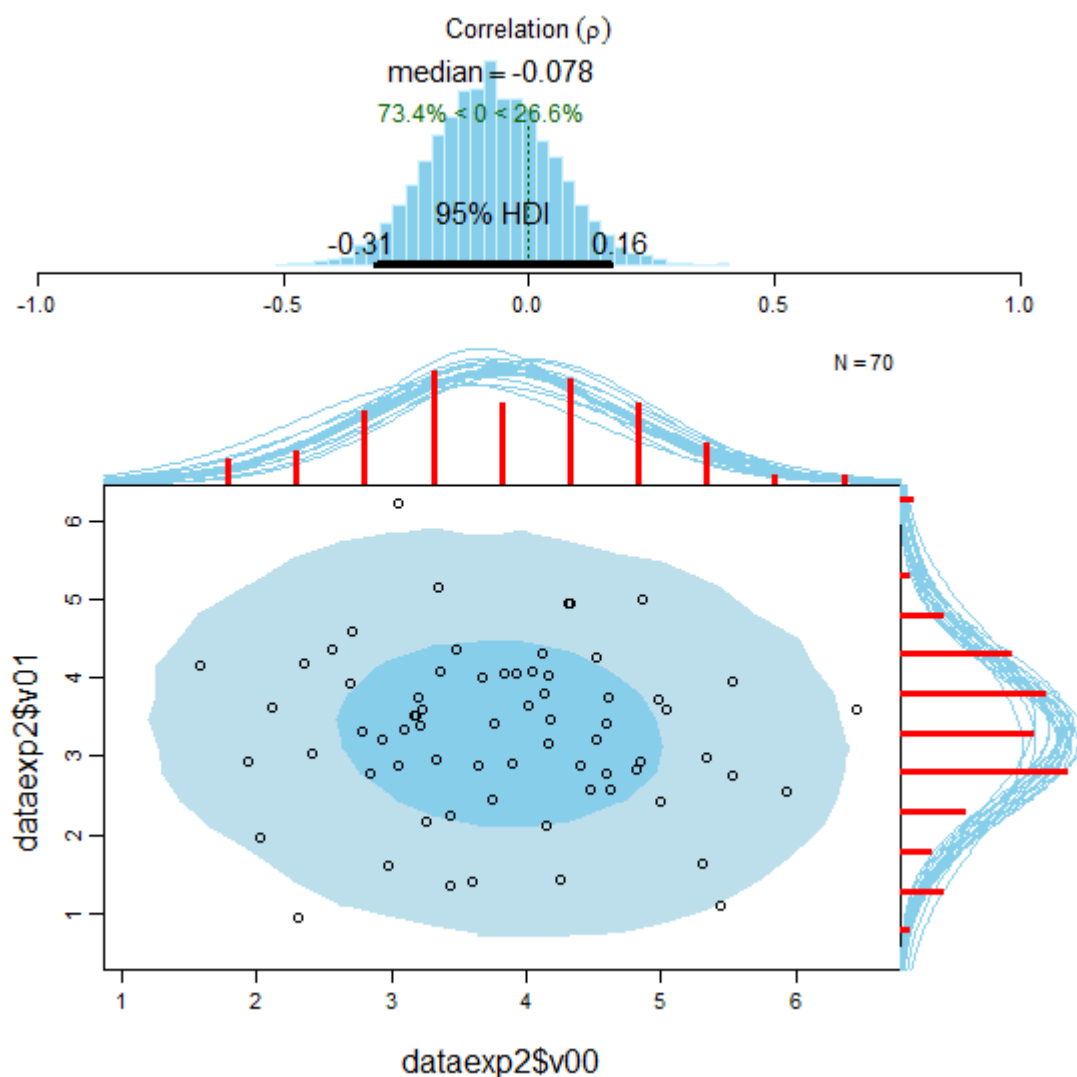 Correlation (ρ)
median = -0.078
73.4% < 0 < 26.6%
95% HDI
-0.31 0.16
-1.0 -0.5 0.0 0.5 1.0
N = 70
6
5
4
3
2
1
dataexp2$v01
1 2 3 4 5 6
dataexp2$v00